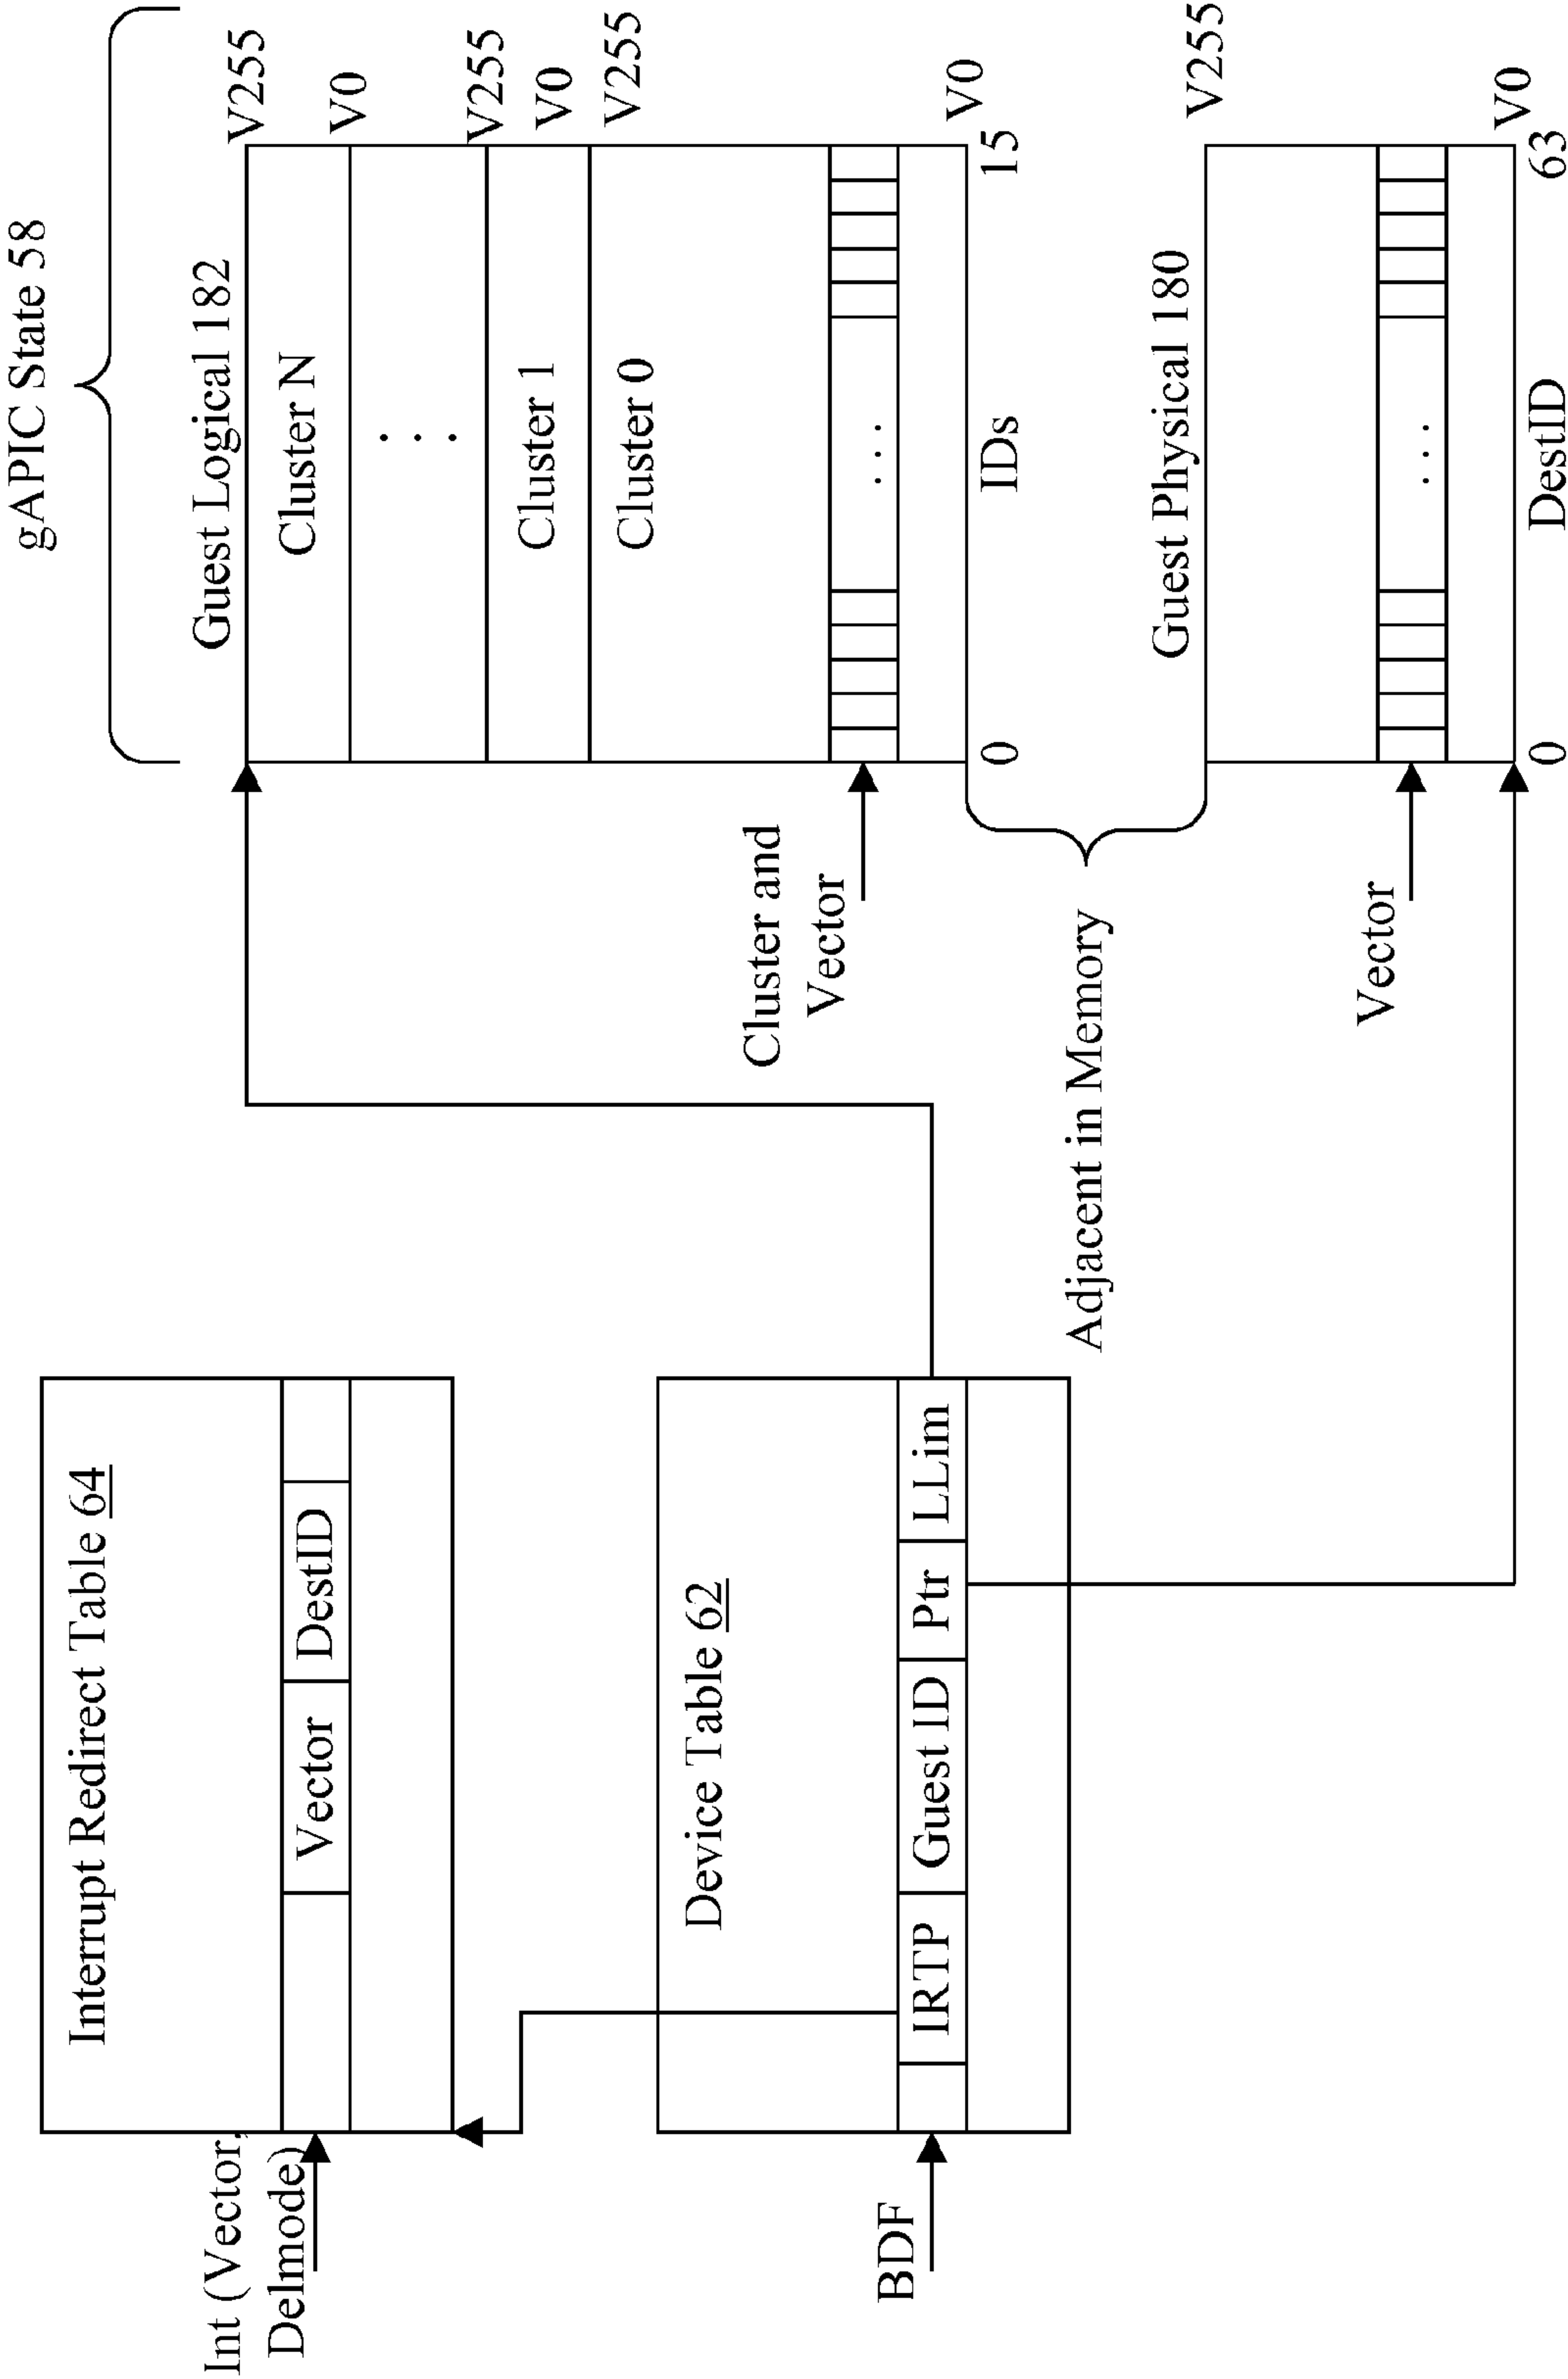 Interrupt Redirect Table 64
Int (Vector,
Delmode)
Vector
DestID
Device Table 62
BDF
IRTP
Guest ID
Ptr
LLim
gAPIC State 58
Guest Logical 182
V255
Cluster N
V0
⋮
V255
Cluster 1
V0
Cluster 0
V255
Cluster and
Vector
...
V0
0
IDs
15
Adjacent in Memory
Guest Physical 180
V255
Vector
...
V0
0
DestID
63